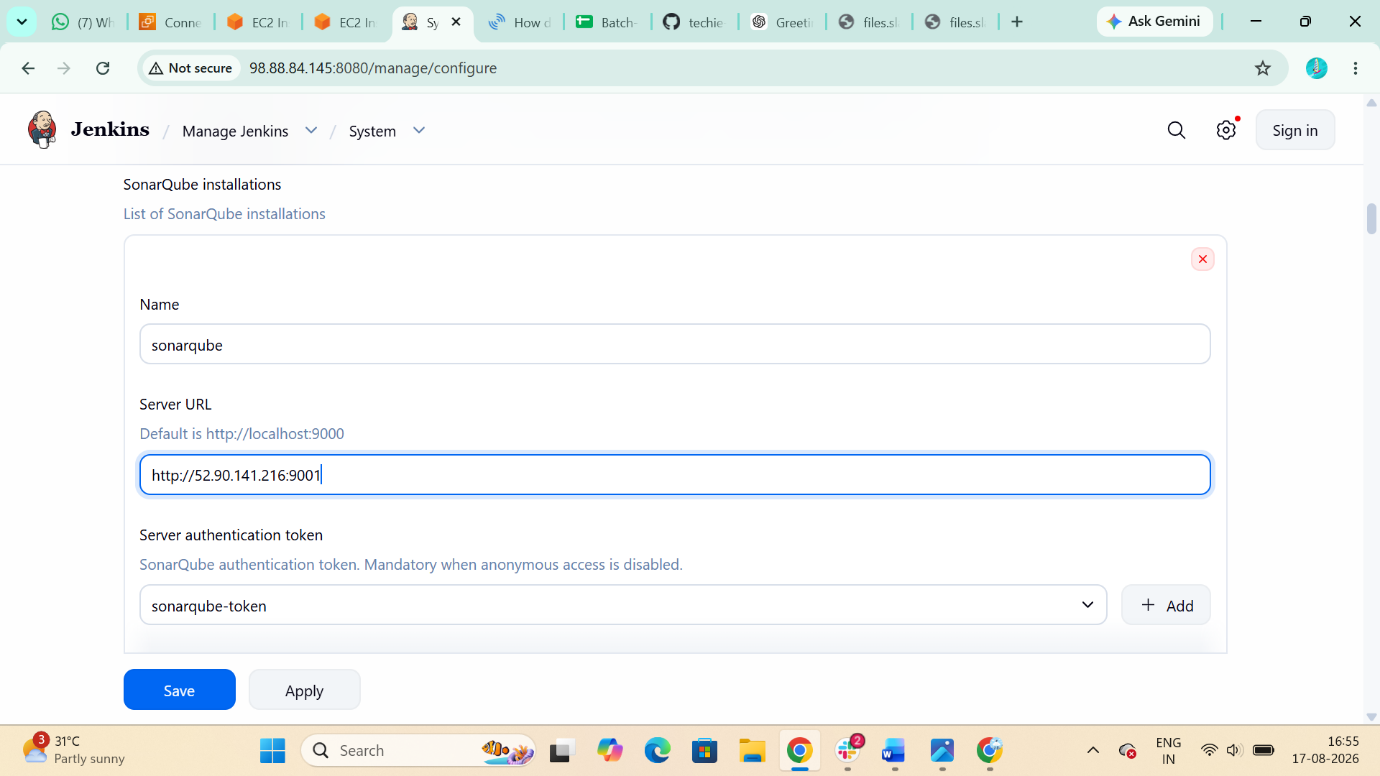 (7) Wh
Conne
EC2 In
EC2 In
Sy
How d
Batch-
techie-
Greetin
files.sl
files.sl
Ask Gemini
Not secure
98.88.84.145:8080/manage/configure
Jenkins / Manage Jenkins / System
Sign in
SonarQube installations
List of SonarQube installations
Name
sonarqube
Server URL
Default is http://localhost:9000
http://52.90.141.216:9001
Server authentication token
SonarQube authentication token. Mandatory when anonymous access is disabled.
sonarqube-token
+ Add
Save
Apply
3
31°C
Partly sunny
Search
2
ENG
IN
16:55
17-08-2026